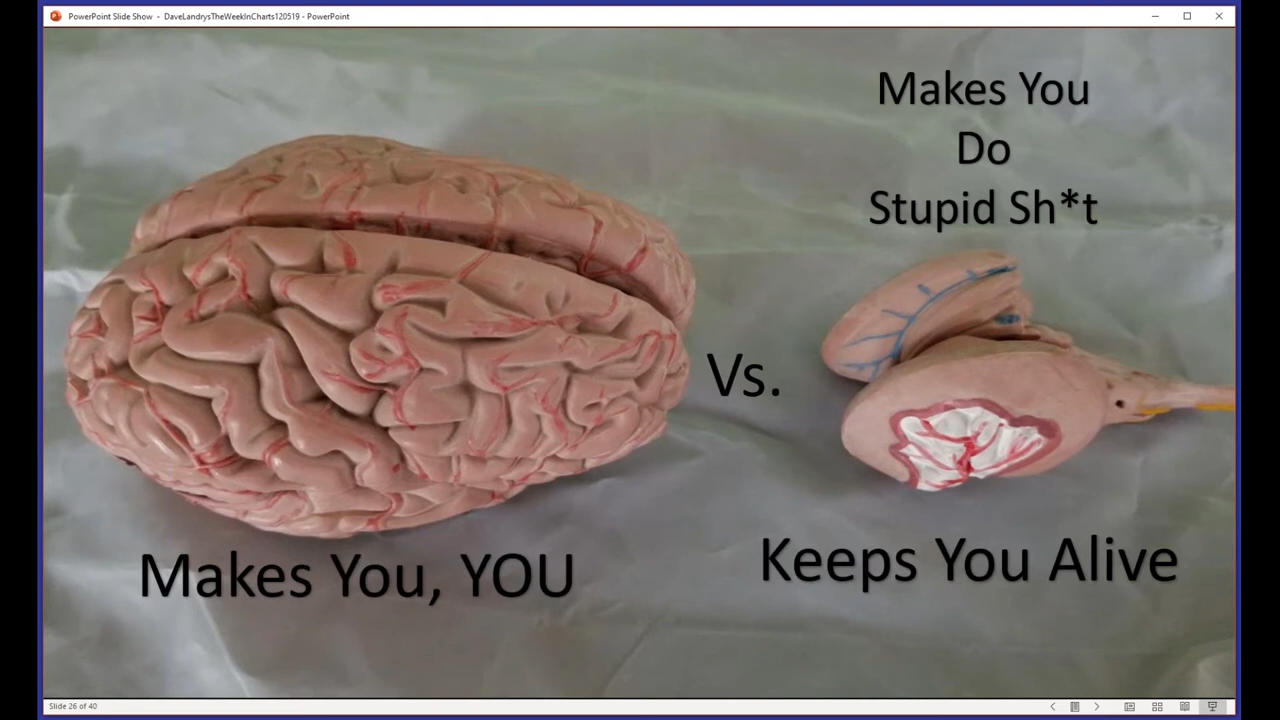 PowerPoint Slide Show - DaveLandrysTheWeekInCharts120519 - PowerPoint
Makes You
Do
Stupid Sh*t
Vs.
Makes You, YOU
Keeps You Alive
Slide 26 of 40